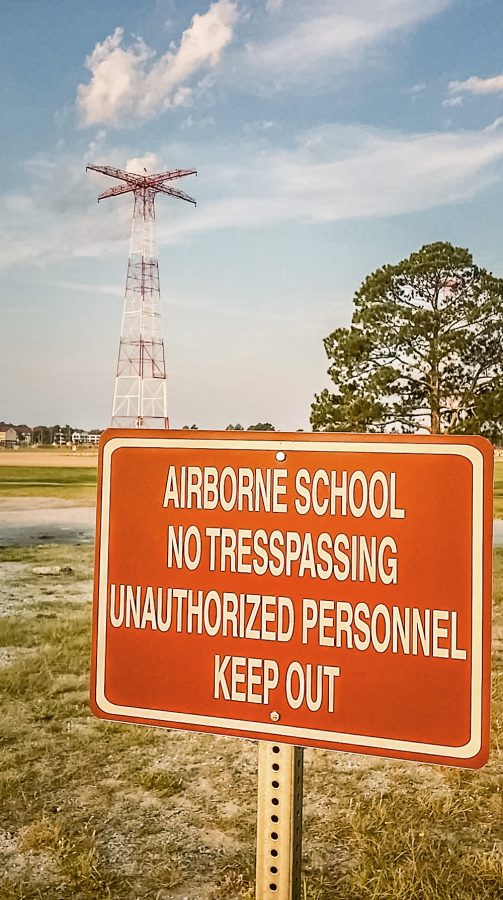 AIRBORNE SCHOOL
NO TRESSPASSING
UNAUTHORIZED PERSONNEL
KEEP OUT